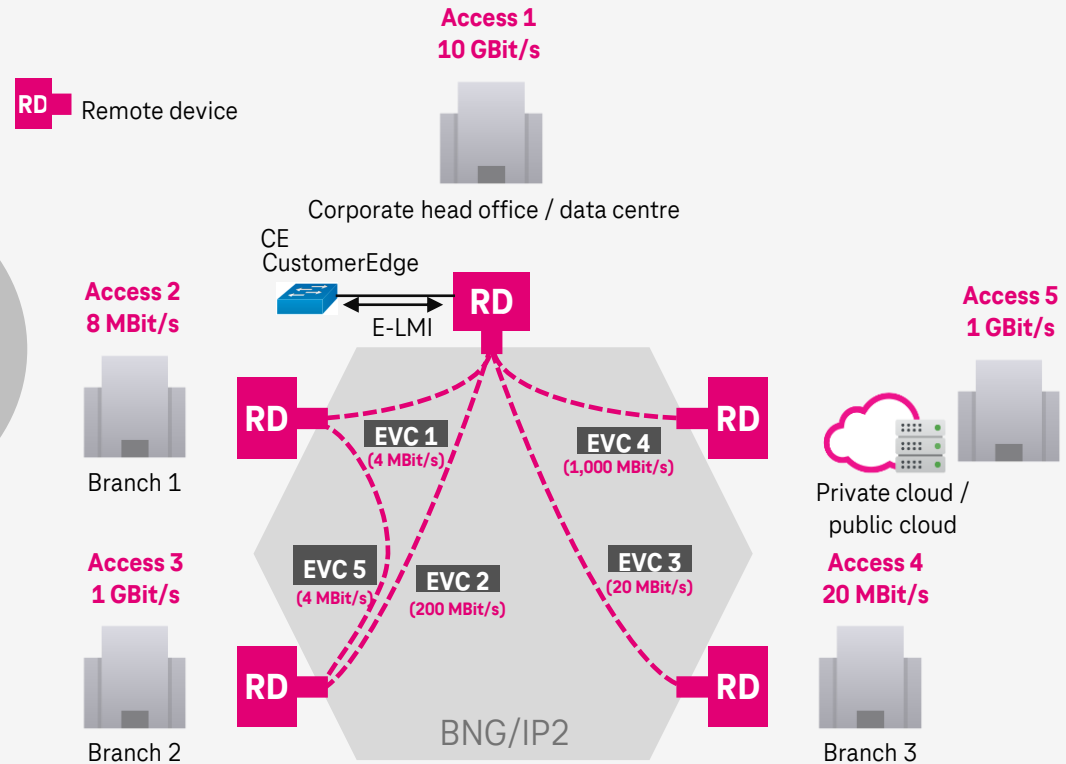 Access 1
10 GBit/s
RD
Remote device
Corporate head office / data centre
CE
CustomerEdge
E-LMI
RD
Access 2
8 MBit/s
Branch 1
RD
EVC 1
(4 MBit/s)
EVC 4
(1,000 MBit/s)
RD
Access 5
1 GBit/s
Private cloud /
public cloud
Access 3
1 GBit/s
Branch 2
RD
EVC 5
(4 MBit/s)
EVC 2
(200 MBit/s)
EVC 3
(20 MBit/s)
RD
Access 4
20 MBit/s
Branch 3
BNG/IP2